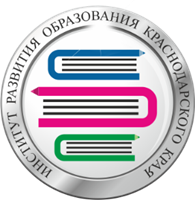 ИНСТИТУТ РАЗВИТИЯ ОБРАЗОВАНИЯ КРАСНОДАРСКОГО КРАЯ